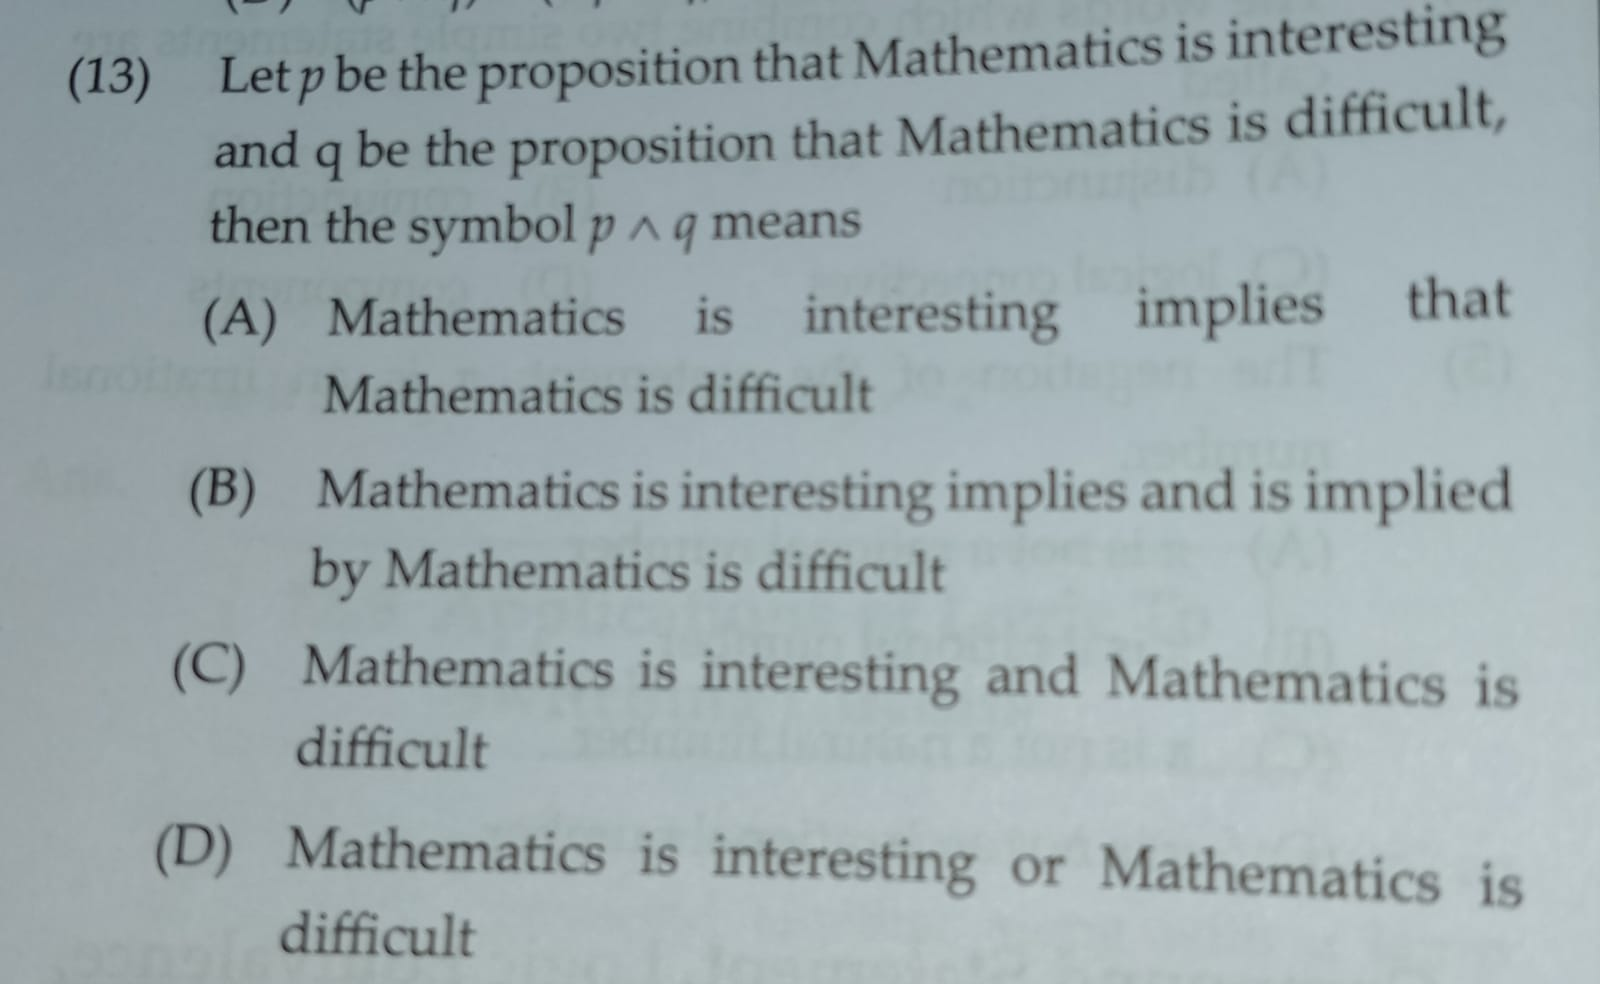 (13) Let p be the proposition that Mathematics is interesting
and q be the proposition that Mathematics is difficult,
then the symbol p ∧ q means
(A) Mathematics is interesting implies that
Mathematics is difficult
(B) Mathematics is interesting implies and is implied
by Mathematics is difficult
(C) Mathematics is interesting and Mathematics is
difficult
(D) Mathematics is interesting or Mathematics is
difficult